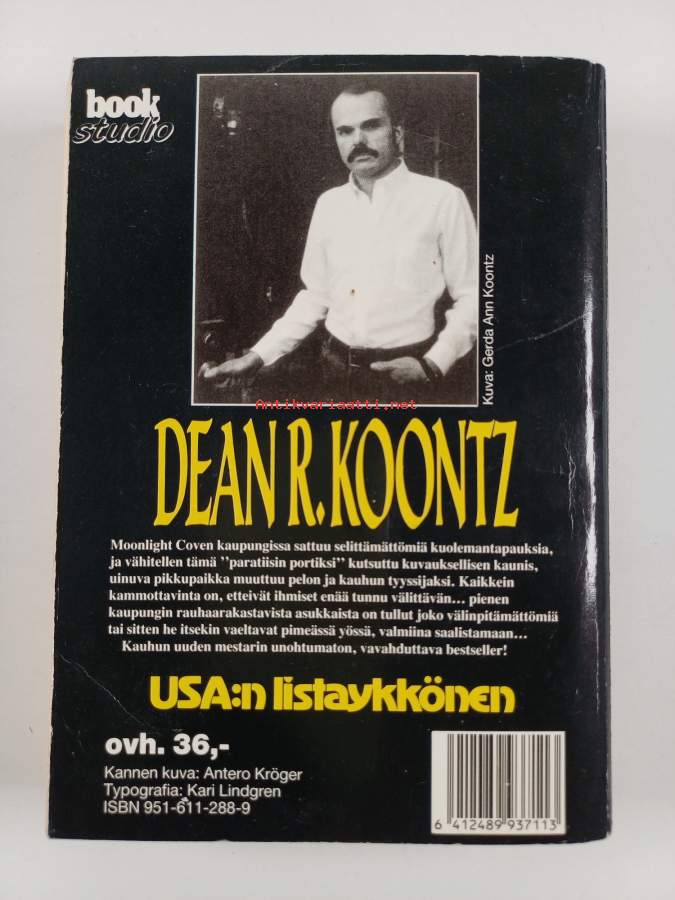 book
studio
Kuva: Gerda Ann Koontz
Antikvariaatti.net
DEAN R. KOONTZ
Moonlight Coven kaupungissa sattuu selittämättömiä kuolemantapauksia,
ja vähitellen tämä ”paratiisin portiksi” kutsuttu kuvauksellisen kaunis,
uinuva pikkupaikka muuttuu pelon ja kauhun tyyssijaksi. Kaikkein
kammottavinta on, etteivät ihmiset enää tunnu välittävän... pienen
kaupungin rauhaarakastavista asukkaista on tullut joko välinpitämättömiä
tai sitten he itsekin vaeltavat pimeässä yössä, valmiina saalistamaan...
Kauhun uuden mestarin unohtumaton, vavahduttava bestseller!
USA:n listaykkönen
ovh. 36,-
Kannen kuva: Antero Kröger
Typografia: Kari Lindgren
ISBN 951-611-288-9
6 412489 937113